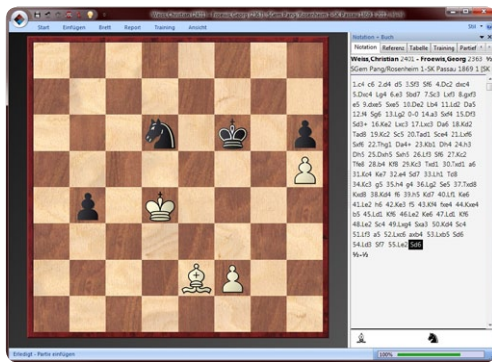 Start Einfügen Brett Report Training Ansicht
Notation + Buch
Notation Referenz Tabelle Training Partief
Weiss,Christian 2401 - Froewis,Georg 2363
SGem Pang/Rosenheim 1-SK Passau 1869 1
1.c4 c6 2.d4 d5 3.Sf3 Sf6 4.Dc2 dxc4
5.Dxc4 Lg4 6.e3 Sbd7 7.Sc3 Lxf3 8.gxf3
e5 9.dxe5 Sxe5 10.De2 Lb4 11.Ld2 Da5
12.f4 Sg6 13.Lg2 0-0 14.a3 Sxf4 15.Df3
Sd3+ 16.Ke2 Lxc3 17.Lxc3 Da6 18.Kd2
Tad8 19.Kc2 Sc5 20.Tad1 Sce4 21.Lxf6
Sxf6 22.Thg1 Da4+ 23.Kb1 Dh4 24.h3
Dh5 25.Dxh5 Sxh5 26.Lf3 Sf6 27.Kc2
Tfe8 28.b4 Kf8 29.Kc3 Txd1 30.Txd1 a6
31.Kc4 Ke7 32.e4 Sd7 33.Lh1 Td8
34.Kc3 g5 35.h4 g4 36.Lg2 Se5 37.Txd8
Kxd8 38.Kd4 f6 39.h5 Kd7 40.Lf1 Ke6
41.Le2 h6 42.Ke3 f5 43.Kf4 fxe4 44.Kxe4
b5 45.Ld1 Kf6 46.Le2 Ke6 47.Ld1 Kf6
48.Le2 Sc4 49.Lxg4 Sxa3 50.Kd4 Sc4
51.Lf3 a5 52.Lxc6 axb4 53.Lxb5 Sd6
54.Ld3 Sf7 55.Le2 Sd6
½-½
Erledigt - Partie einfügen
100%